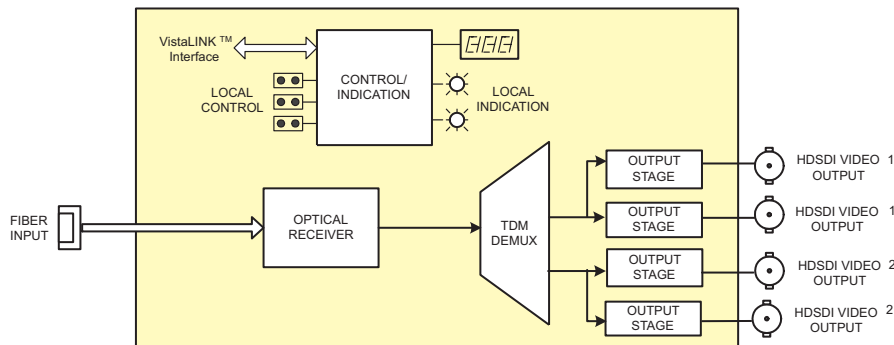 VistaLINK ™
Interface
LOCAL
CONTROL
CONTROL/
INDICATION
LOCAL
INDICATION
FIBER
INPUT
OPTICAL
RECEIVER
TDM
DEMUX
OUTPUT
STAGE
HDSDI VIDEO 1
OUTPUT
OUTPUT
STAGE
HDSDI VIDEO 1
OUTPUT
OUTPUT
STAGE
HDSDI VIDEO 2
OUTPUT
OUTPUT
STAGE
HDSDI VIDEO 2
OUTPUT